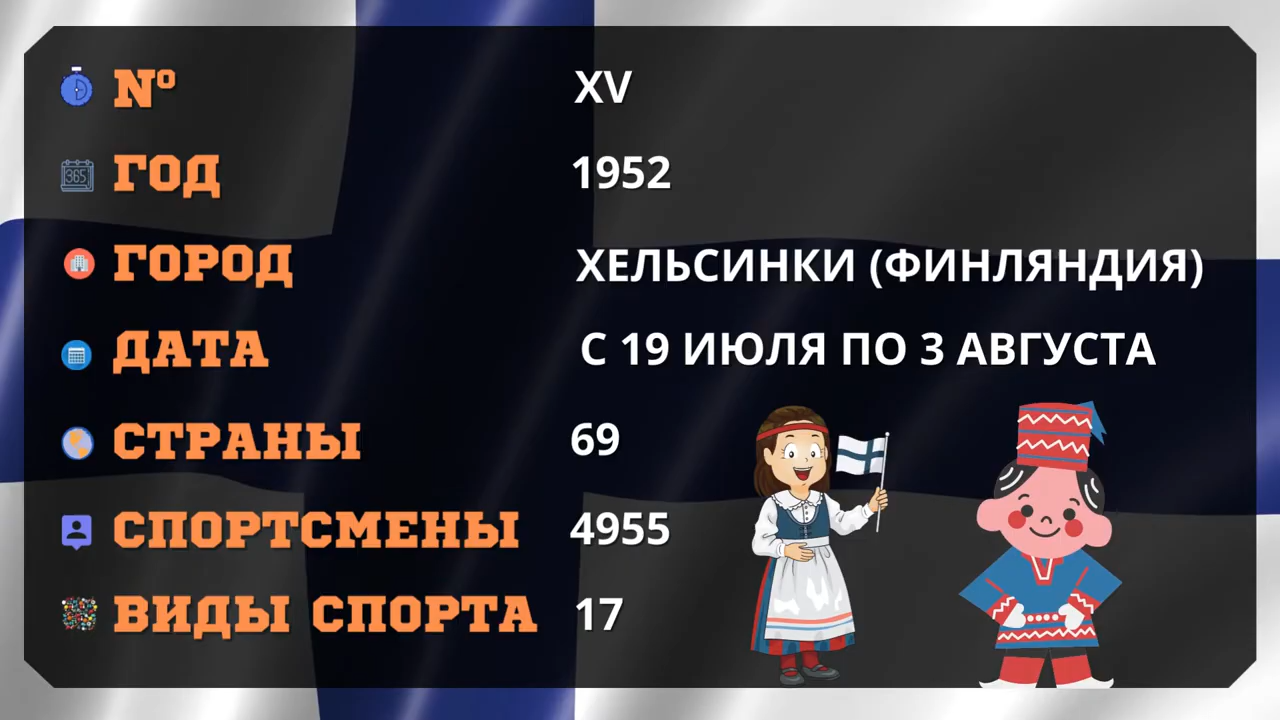 Nº XV
ГОД 1952
365
ГОРОД ХЕЛЬСИНКИ (ФИНЛЯНДИЯ)
ДАТА С 19 ИЮЛЯ ПО 3 АВГУСТА
СТРАНЫ 69
СПОРТСМЕНЫ 4955
ВИДЫ СПОРТА 17